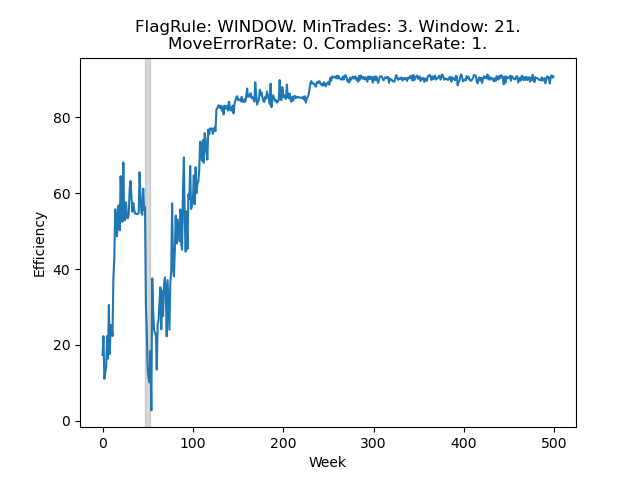 FlagRule: WINDOW. MinTrades: 3. Window: 21.
MoveErrorRate: 0. ComplianceRate: 1.
80
60
40
20
0
Efficiency
0 100 200 300 400 500
Week